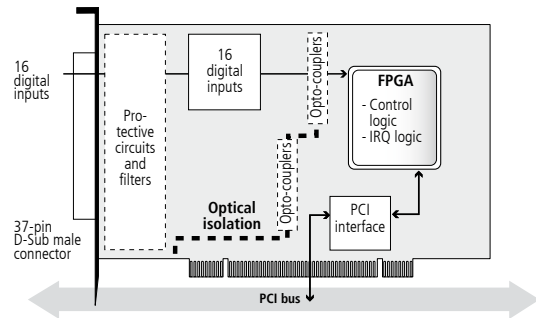 16
digital
inputs
Pro-
tective
circuits
and
filters
16
digital
inputs
Opto-couplers
FPGA
- Control
logic
- IRQ logic
Opto-couplers
Optical
isolation
PCI
interface
37-pin
D-Sub male
connector
PCI bus